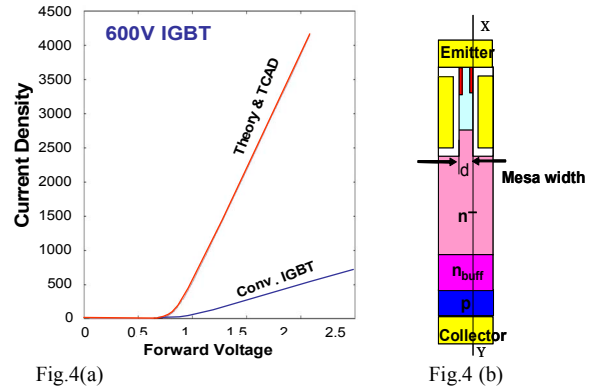 600V IGBT
Current Density
4500
4000
3500
3000
2500
2000
1500
1000
500
0
Theory & TCAD
Conv. IGBT
0 0.5 1 1.5 2 2.5
Forward Voltage
Fig.4(a)
X
Emitter
d
Mesa width
n−
nbuff
p
Collector
Y
Fig.4 (b)